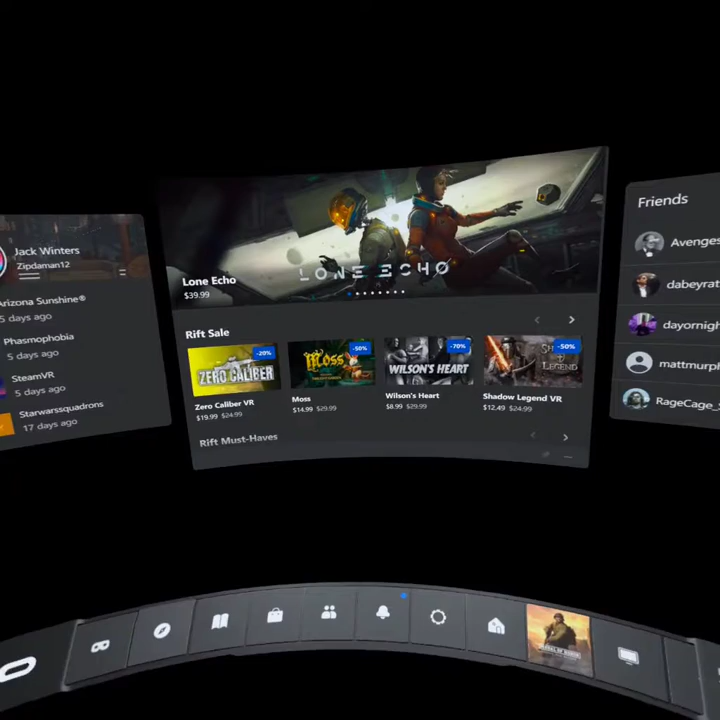 Jack Winters
Zipdaman12
Arizona Sunshine®
5 days ago
Phasmophobia
5 days ago
SteamVR
5 days ago
Starwarssquadrons
17 days ago
LONE ECHO
Lone Echo
$39.99
Rift Sale
-20%
ZERO CALIBER
Zero Caliber VR
$19.99 $24.99
-50%
MOSS
Moss
$14.99 $29.99
-70%
WILSON'S HEART
Wilson's Heart
$8.99 $29.99
-50%
LEGEND
Shadow Legend VR
$12.49 $24.99
Rift Must-Haves
Friends
Avenges
dabeyrat
dayornigh
mattmurph
RageCage_